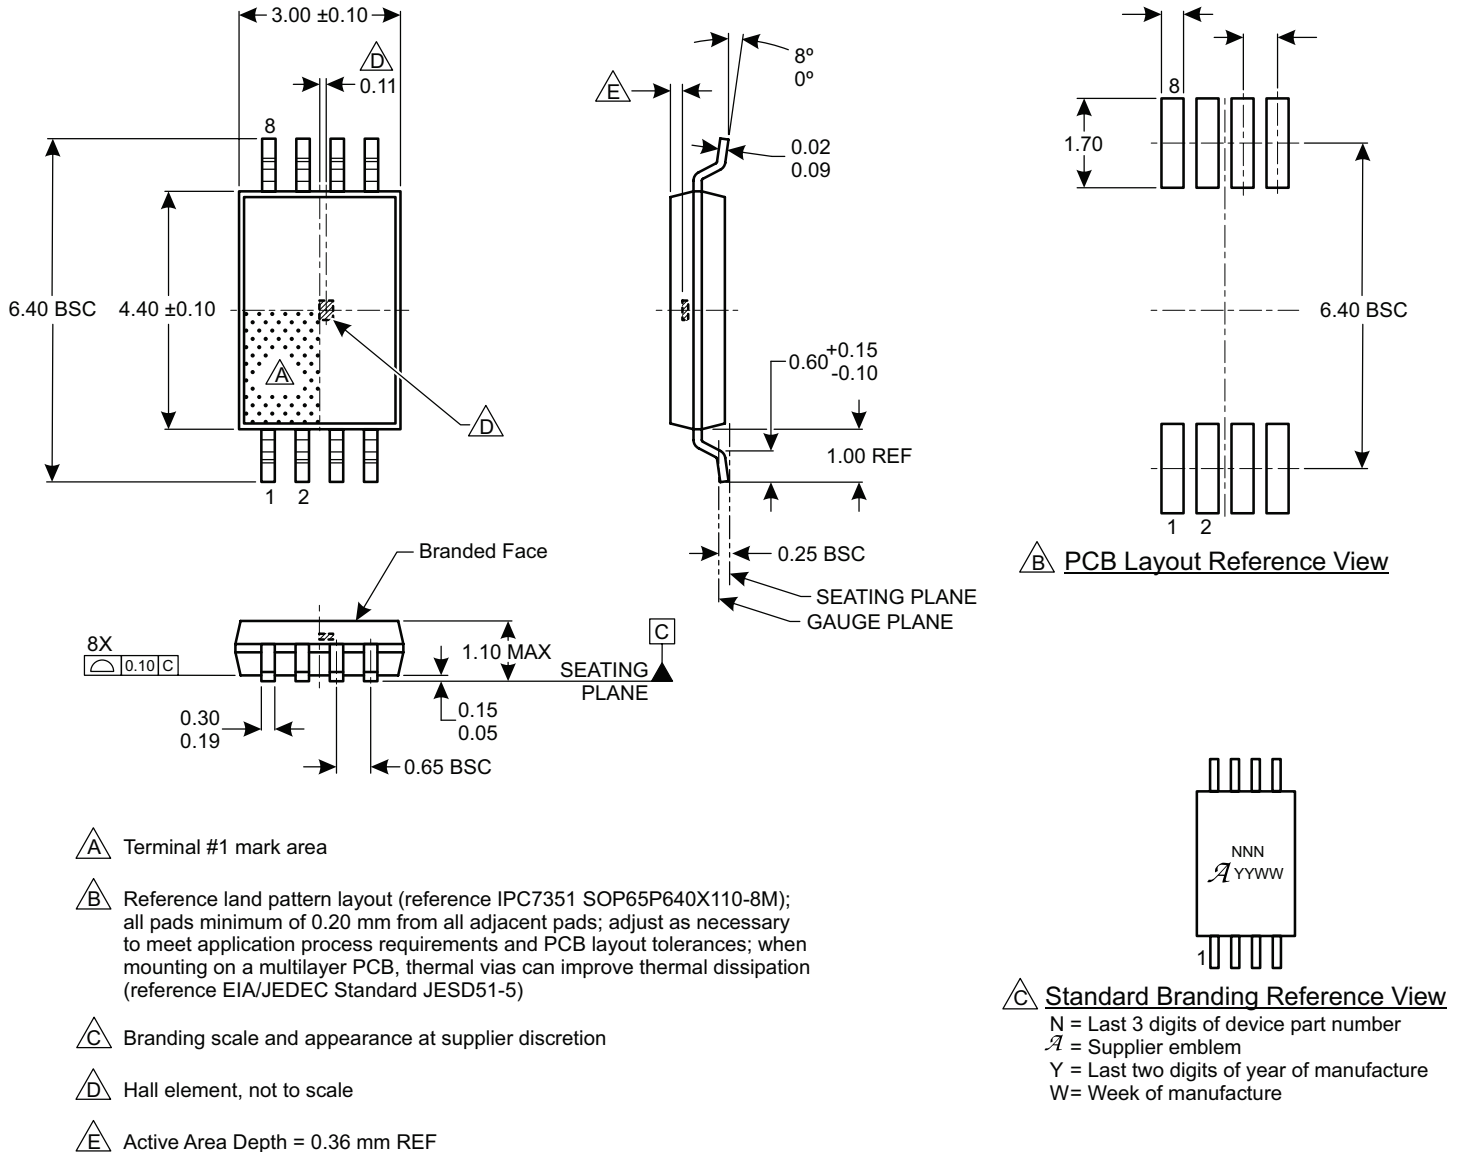 3.00 ±0.10
D
0.11
8
6.40 BSC
4.40 ±0.10
A
D
1 2
E
8º
0º
0.02
0.09
0.60 +0.15
-0.10
1.00 REF
0.25 BSC
SEATING PLANE
GAUGE PLANE
8
1.70
6.40 BSC
1 2
B PCB Layout Reference View
Branded Face
8X
0.10 C
1.10 MAX
C
SEATING
PLANE
0.30
0.19
0.15
0.05
0.65 BSC
A Terminal #1 mark area
B Reference land pattern layout (reference IPC7351 SOP65P640X110-8M);
all pads minimum of 0.20 mm from all adjacent pads; adjust as necessary
to meet application process requirements and PCB layout tolerances; when
mounting on a multilayer PCB, thermal vias can improve thermal dissipation
(reference EIA/JEDEC Standard JESD51-5)
C Branding scale and appearance at supplier discretion
D Hall element, not to scale
E Active Area Depth = 0.36 mm REF
NNN
A YYWW
1
C Standard Branding Reference View
N = Last 3 digits of device part number
A = Supplier emblem
Y = Last two digits of year of manufacture
W= Week of manufacture